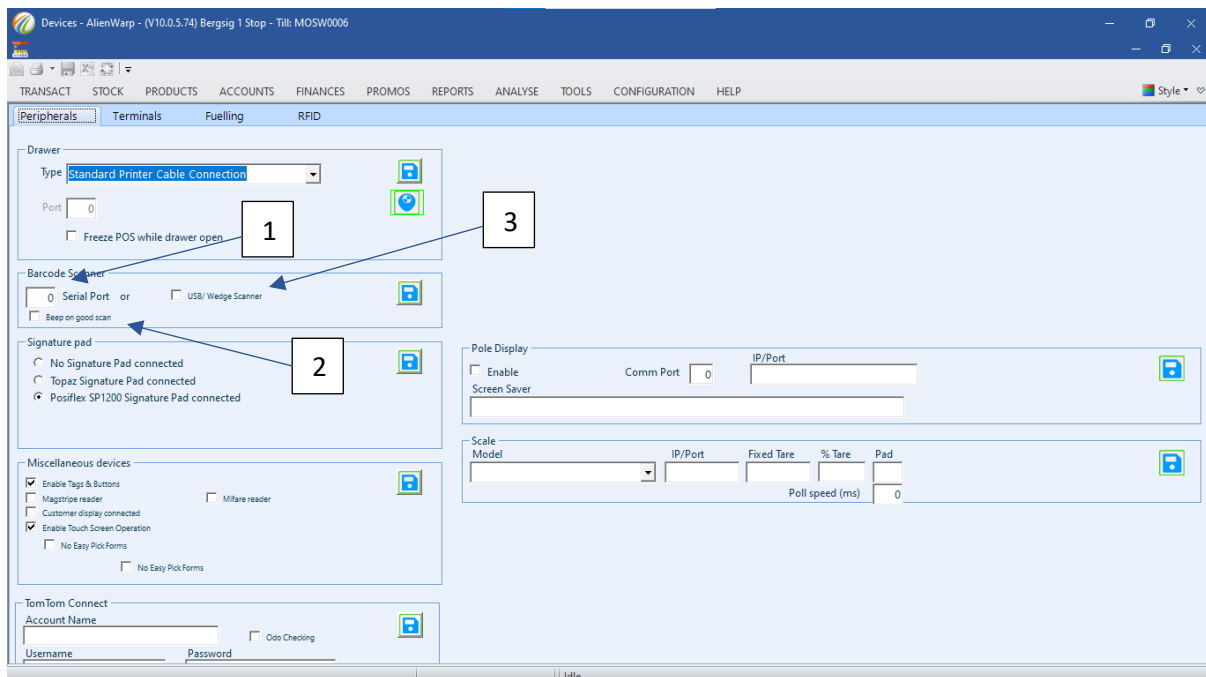 Devices - AlienWarp - (V10.0.5.74) Bergsig 1 Stop - Till: MOSW0006
TRANSACT STOCK PRODUCTS ACCOUNTS FINANCES PROMOS REPORTS ANALYSE TOOLS CONFIGURATION HELP Style
Peripherals Terminals Fuelling RFID
Drawer
Type Standard Printer Cable Connection
Port 0
Freeze POS while drawer open
1
3
Barcode Scanner
0 Serial Port or USB/ Wedge Scanner
Beep on good scan
2
Signature pad
No Signature Pad connected
Topaz Signature Pad connected
Posiflex SP1200 Signature Pad connected
Pole Display
Enable Comm Port 0 IP/Port
Screen Saver
Scale
Model IP/Port Fixed Tare % Tare Pad
Poll speed (ms) 0
Miscellaneous devices
Enable Tags & Buttons
Magstripe reader Mifare reader
Customer display connected
Enable Touch Screen Operation
No Easy Pick Forms
No Easy Pick Forms
TomTom Connect
Account Name
Odo Checking
Username Password
Idle